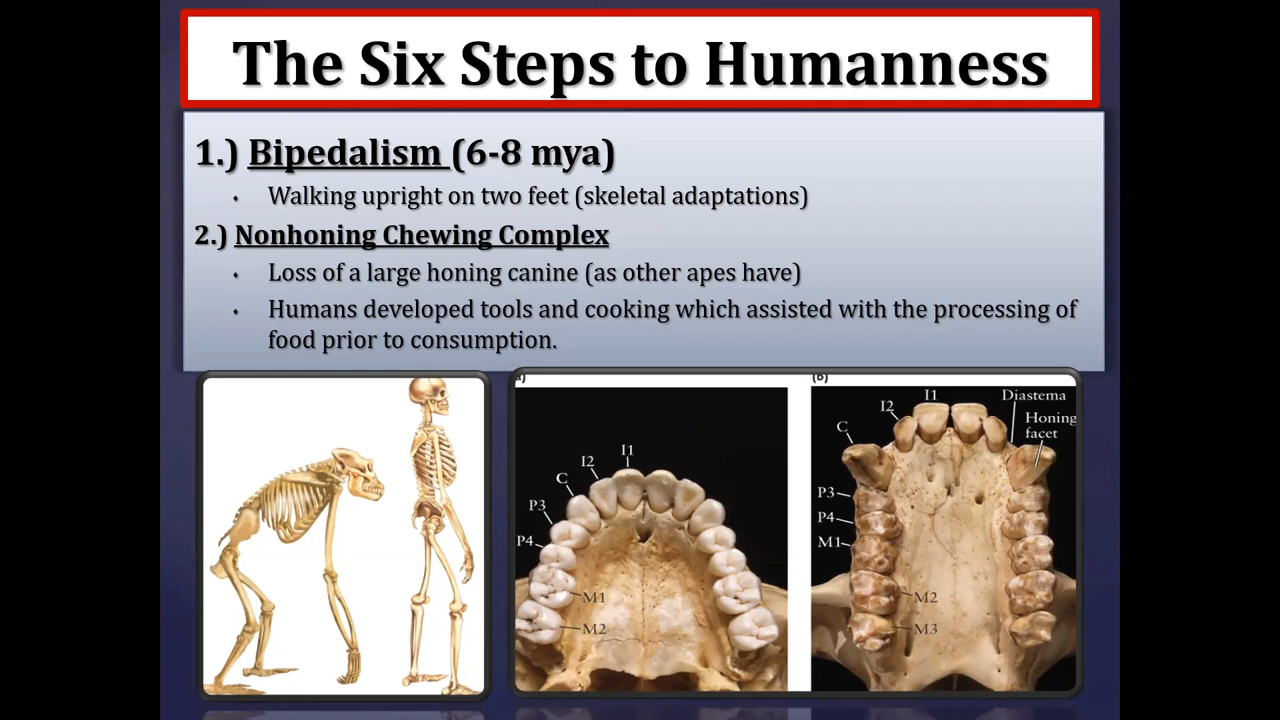 The Six Steps to Humanness
1.) Bipedalism (6-8 mya)
⬧ Walking upright on two feet (skeletal adaptations)
2.) Nonhoning Chewing Complex
⬧ Loss of a large honing canine (as other apes have)
⬧ Humans developed tools and cooking which assisted with the processing of
food prior to consumption.
a)
I1
I2
C
P3
P4
M1
M2
(b)
I1
Diastema
I2
Honing
facet
C
P3
P4
M1
M2
M3